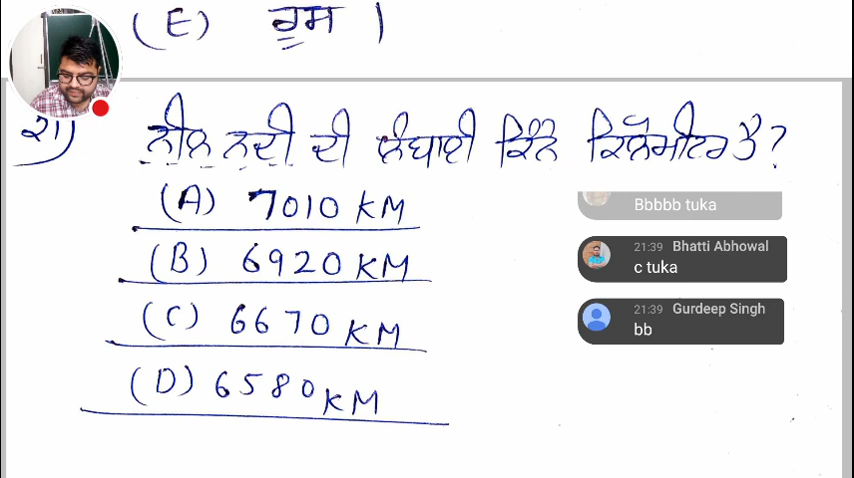 (E) ਰੂਸ ।
੨੧) ਨੀਲ ਨਦੀ ਦੀ ਲੰਬਾਈ ਕਿੰਨੇ ਕਿਲੋਮੀਟਰ ਹੈ?
(A) 7010 KM
Bbbbb tuka
(B) 6920 KM
21:39 Bhatti Abhowal
c tuka
(C) 6670 KM
21:39 Gurdeep Singh
bb
(D) 6580 KM